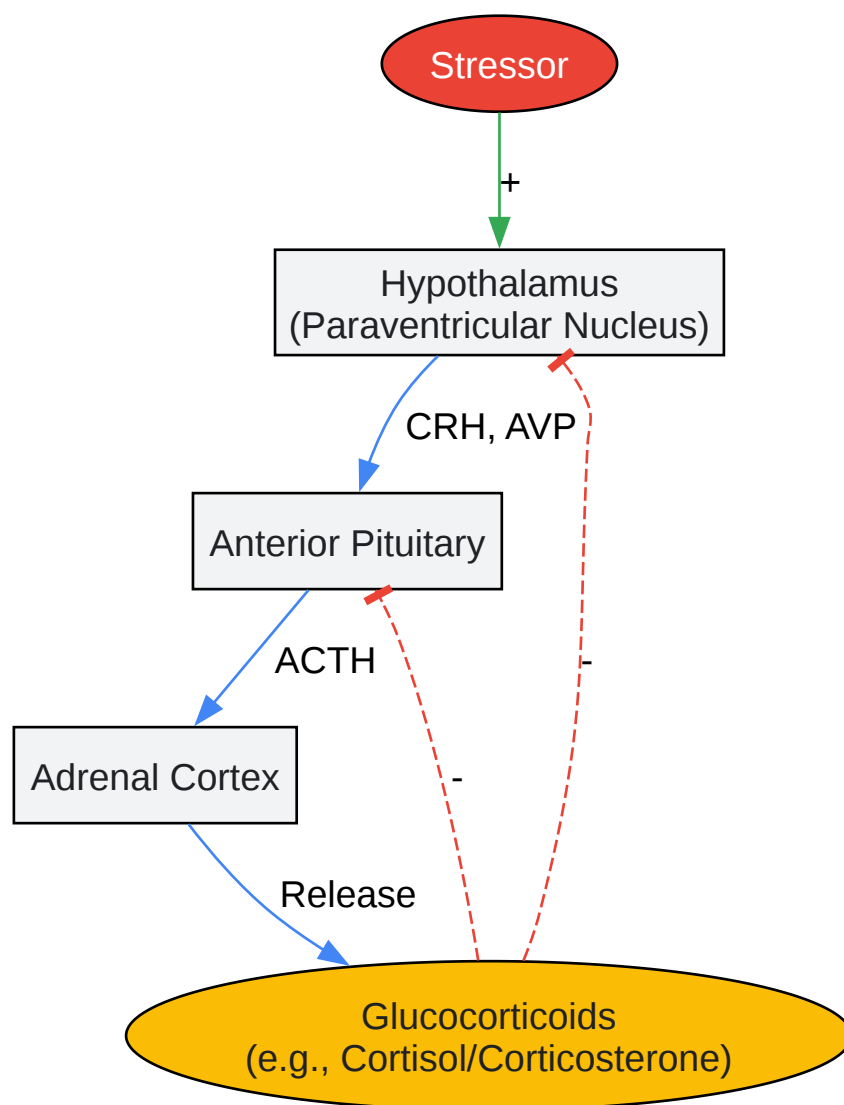 Stressor
+
Hypothalamus
(Paraventricular Nucleus)
CRH, AVP
Anterior Pituitary
ACTH
-
Adrenal Cortex
-
Release
Glucocorticoids
(e.g., Cortisol/Corticosterone)